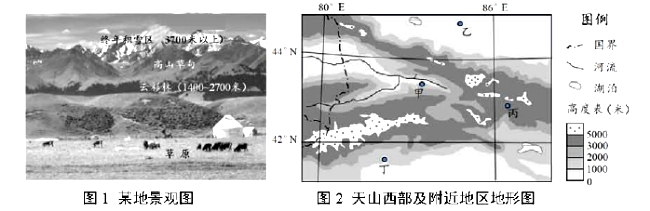 终年积雪区(3700米以上)
高山草甸
云杉林(1400-2700米)
草原
图1 某地景观图
80°E
86°E
44°N
42°N
乙
甲
丙
丁
图2 天山西部及附近地区地形图
图例
国界
河流
湖泊
高度表(米)
5000
3000
2000
1000
0